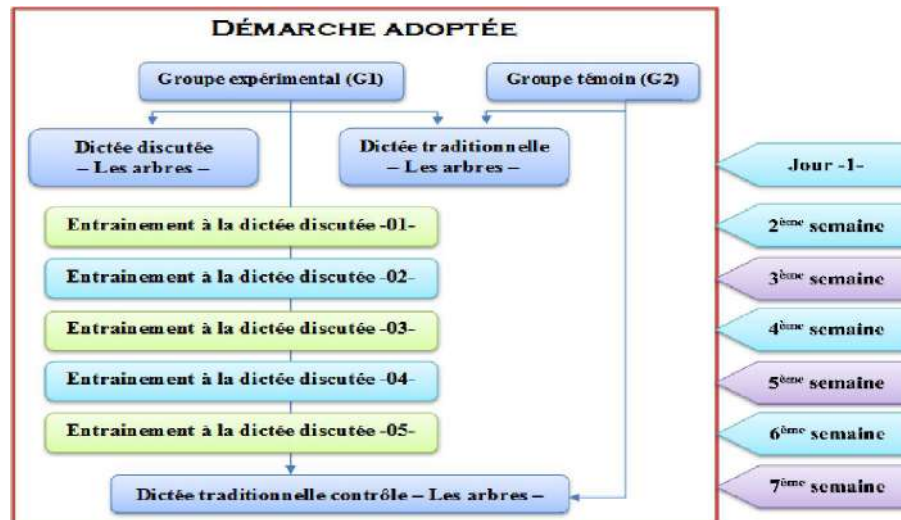 DÉMARCHE ADOPTÉE
Groupe expérimental (G1)
Groupe témoin (G2)
Dictée discutée
– Les arbres –
Dictée traditionnelle
– Les arbres –
Jour -1-
Entrainement à la dictée discutée -01-
2ème semaine
Entrainement à la dictée discutée -02-
3ème semaine
Entrainement à la dictée discutée -03-
4ème semaine
Entrainement à la dictée discutée -04-
5ème semaine
Entrainement à la dictée discutée -05-
6ème semaine
Dictée traditionnelle contrôle – Les arbres –
7ème semaine